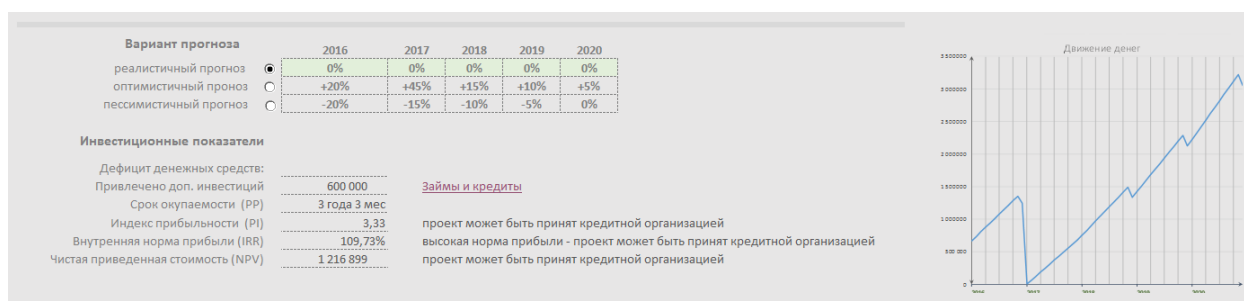 Вариант прогноза 2016 2017 2018 2019 2020
реалистичный прогноз 0% 0% 0% 0% 0%
оптимистичный проноз +20% +45% +15% +10% +5%
пессимистичный прогноз -20% -15% -10% -5% 0%
Инвестиционные показатели
Дефицит денежных средств:
Привлечено доп. инвестиций 600 000 Займы и кредиты
Срок окупаемости (PP) 3 года 3 мес
Индекс прибыльности (PI) 3,33 проект может быть принят кредитной организацией
Внутренняя норма прибыли (IRR) 109,73% высокая норма прибыли - проект может быть принят кредитной организацией
Чистая приведенная стоимость (NPV) 1 216 899 проект может быть принят кредитной организацией
Движение денег
3 500 000
3 000 000
2 500 000
2 000 000
1 500 000
1 000 000
500 000
0
2016 2017 2018 2019 2020